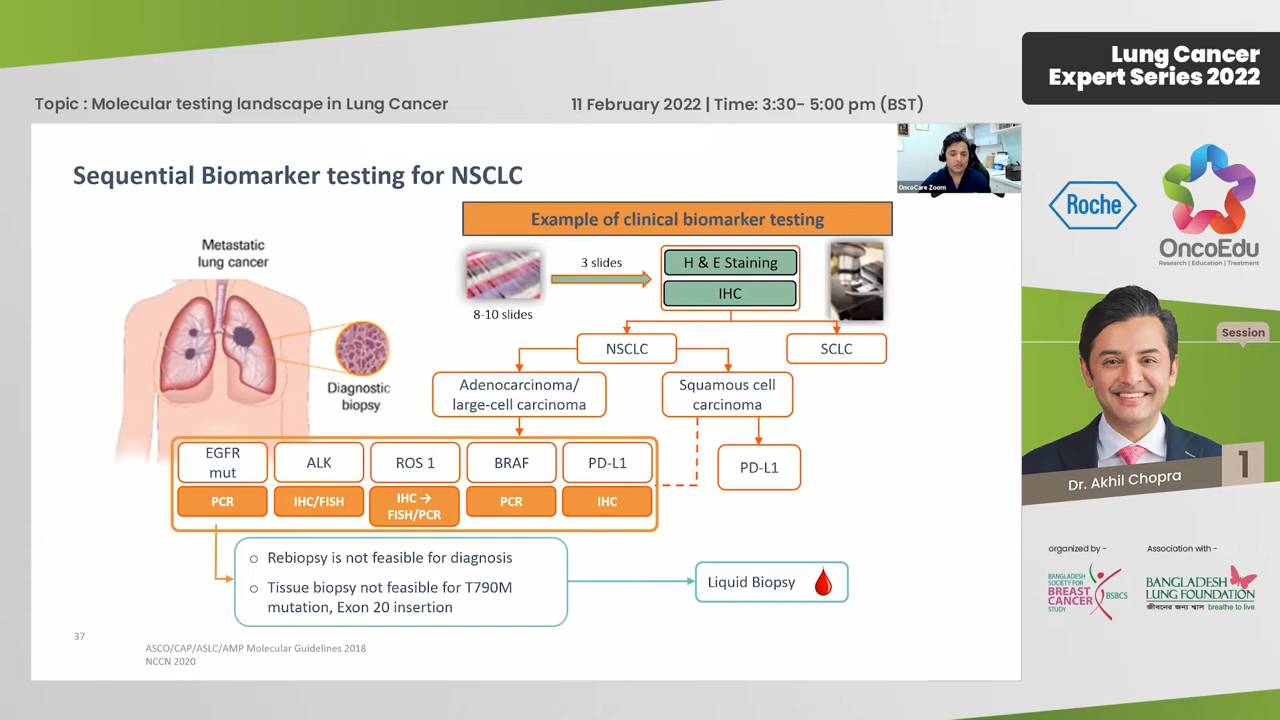 Lung Cancer
Expert Series 2022
Topic : Molecular testing landscape in Lung Cancer
11 February 2022 | Time: 3:30- 5:00 pm (BST)
Sequential Biomarker testing for NSCLC
OncoCare Zoom
Roche
OncoEdu
Research | Education | Treatment
Example of clinical biomarker testing
Metastatic
lung cancer
3 slides
8-10 slides
H & E Staining
IHC
NSCLC
SCLC
Diagnostic
biopsy
Adenocarcinoma/
large-cell carcinoma
Squamous cell
carcinoma
EGFR
mut
ALK
ROS 1
BRAF
PD-L1
PD-L1
PCR
IHC/FISH
IHC →
FISH/PCR
PCR
IHC
○ Rebiopsy is not feasible for diagnosis
○ Tissue biopsy not feasible for T790M
mutation, Exon 20 insertion
Liquid Biopsy
37
ASCO/CAP/ASLC/AMP Molecular Guidelines 2018
NCCN 2020
Session
1
Dr. Akhil Chopra
organized by -
Association with -
BANGLADESH
SOCIETY FOR
BREAST
CANCER
STUDY
BSBCS
BANGLADESH
LUNG FOUNDATION
জীবনের জন্য শ্বাস breathe to live